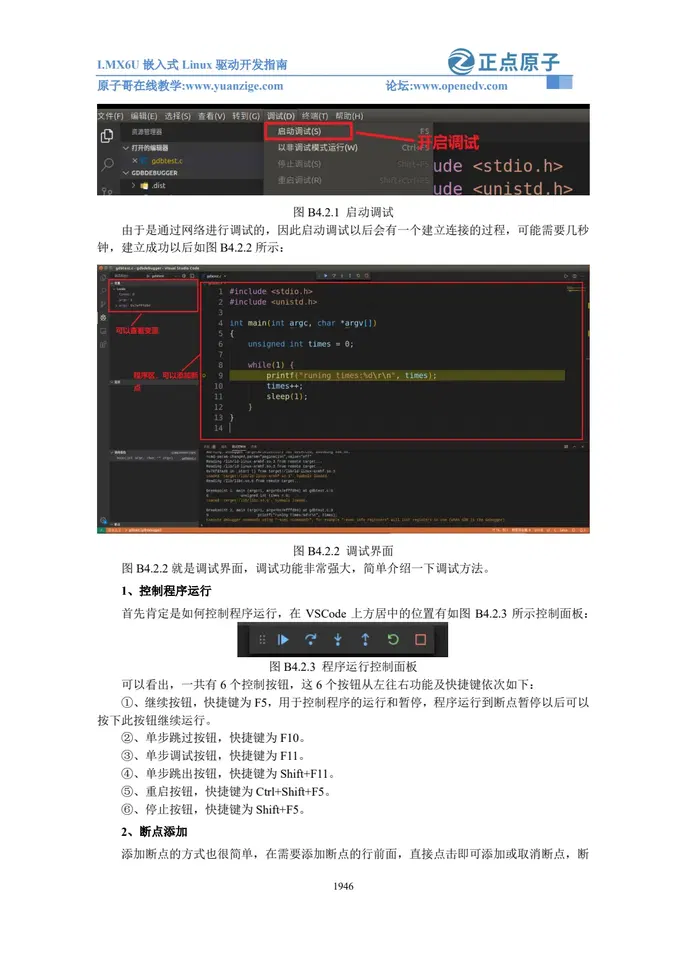 I.MX6U 嵌入式 Linux 驱动开发指南
正点原子
原子哥在线教学:www.yuanzige.com
论坛:www.openedv.com
文件(F) 编辑(E) 选择(S) 查看(V) 转到(G) 调试(D) 终端(T) 帮助(H)
资源管理器
启动调试(S) F5
开启调试
打开的编辑器
以非调试模式运行(W)
gdbtest.c
停止调试(S) Shift+F5
ude <stdio.h>
GDBDEBUGGER
重启调试(R) Ctrl+Shift+F5
ude <unistd.h>
.dist
图 B4.2.1 启动调试
由于是通过网络进行调试的，因此启动调试以后会有一个建立连接的过程，可能需要几秒
钟，建立成功以后如图 B4.2.2 所示：
可以查看变量
程序区，可以添加断
点
1 #include <stdio.h>
2 #include <unistd.h>
3
4 int main(int argc, char *argv[])
5 {
6 unsigned int times = 0;
7
8 while(1) {
9 printf("runing times:%d\r\n", times);
10 times++;
11 sleep(1);
12 }
13 }
14
图 B4.2.2 调试界面
图 B4.2.2 就是调试界面，调试功能非常强大，简单介绍一下调试方法。
1、控制程序运行
首先肯定是如何控制程序运行，在 VSCode 上方居中的位置有如图 B4.2.3 所示控制面板：
图 B4.2.3 程序运行控制面板
可以看出，一共有 6 个控制按钮，这 6 个按钮从左往右功能及快捷键依次如下：
①、继续按钮，快捷键为 F5，用于控制程序的运行和暂停，程序运行到断点暂停以后可以
按下此按钮继续运行。
②、单步跳过按钮，快捷键为 F10。
③、单步调试按钮，快捷键为 F11。
④、单步跳出按钮，快捷键为 Shift+F11。
⑤、重启按钮，快捷键为 Ctrl+Shift+F5。
⑥、停止按钮，快捷键为 Shift+F5。
2、断点添加
添加断点的方式也很简单，在需要添加断点的行前面，直接点击即可添加或取消断点，断
1946